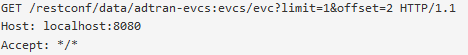 GET /restconf/data/adtran-evcs:evcs/evc?limit=1&offset=2 HTTP/1.1
Host: localhost:8080
Accept: */*